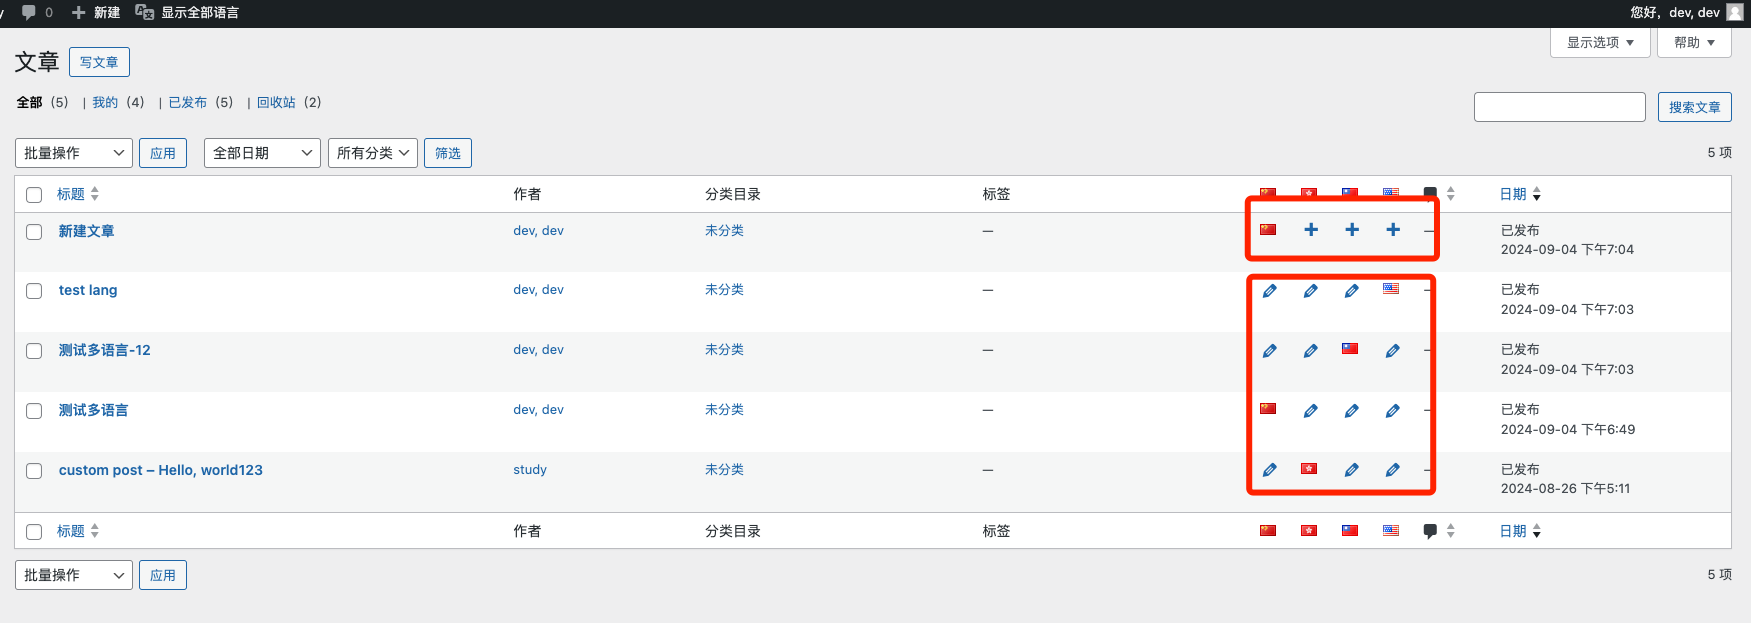 y 0 新建 显示全部语言 您好，dev, dev
显示选项 帮助
文章 写文章
全部 (5) | 我的 (4) | 已发布 (5) | 回收站 (2)
搜索文章
批量操作 应用 全部日期 所有分类 筛选 5 项
标题 作者 分类目录 标签 日期
新建文章 dev, dev 未分类 — — 已发布
2024-09-04 下午7:04
test lang dev, dev 未分类 — — 已发布
2024-09-04 下午7:03
测试多语言-12 dev, dev 未分类 — — 已发布
2024-09-04 下午7:03
测试多语言 dev, dev 未分类 — — 已发布
2024-09-04 下午6:49
custom post – Hello, world123 study 未分类 — — 已发布
2024-08-26 下午5:11
标题 作者 分类目录 标签 日期
批量操作 应用 5 项